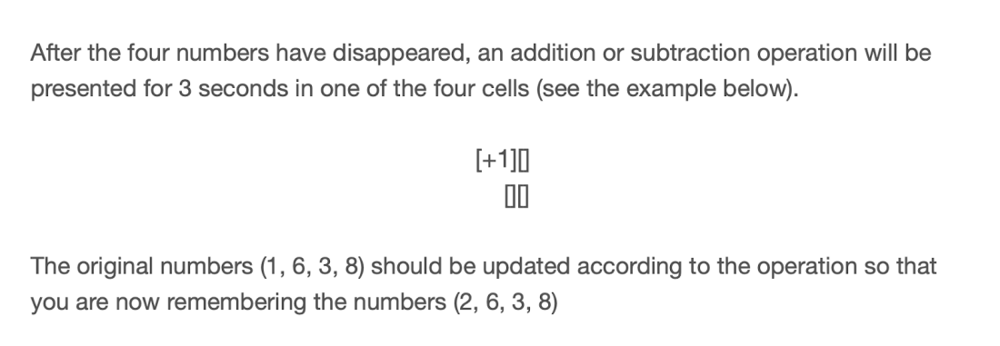 After the four numbers have disappeared, an addition or subtraction operation will be
presented for 3 seconds in one of the four cells (see the example below).
[+1][]
[][]
The original numbers (1, 6, 3, 8) should be updated according to the operation so that
you are now remembering the numbers (2, 6, 3, 8)